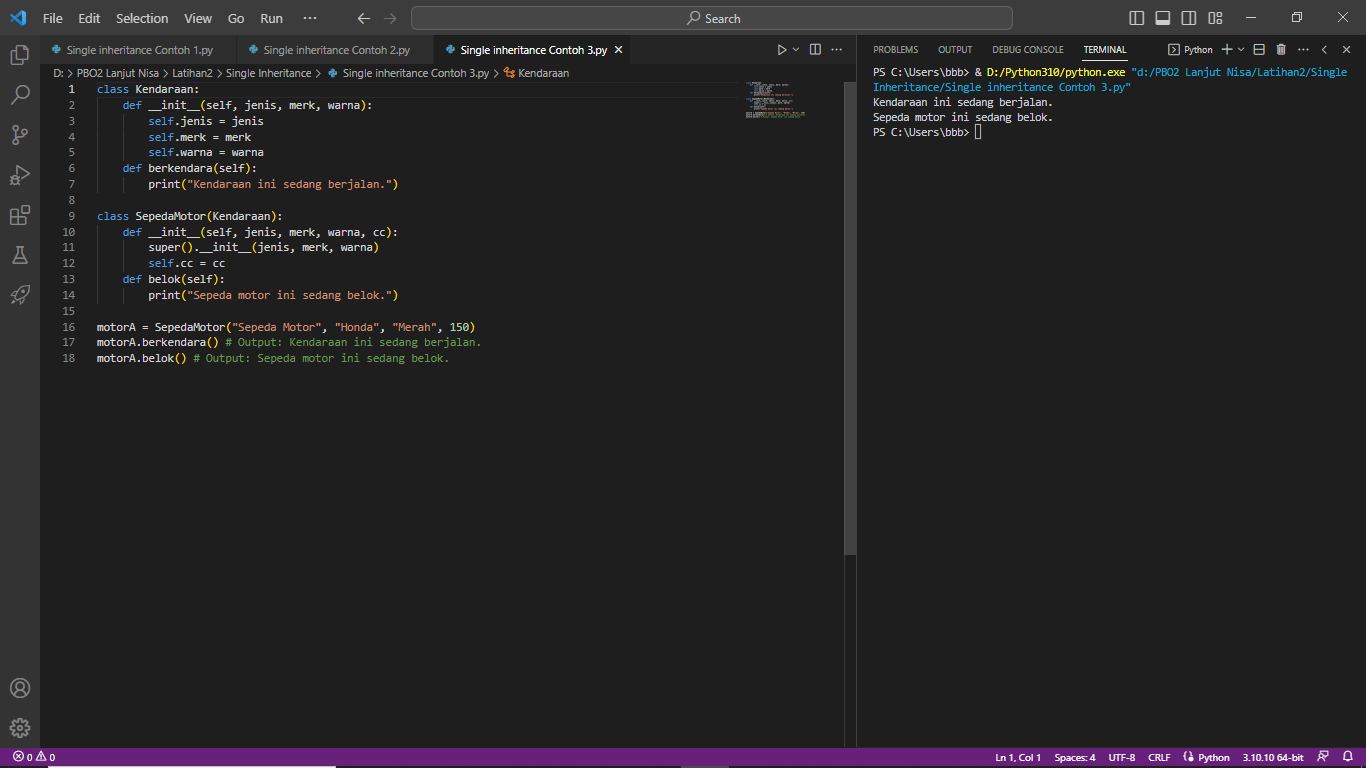 File Edit Selection View Go Run ··· Search
Single inheritance Contoh 1.py Single inheritance Contoh 2.py Single inheritance Contoh 3.py
D: > PBO2 Lanjut Nisa > Latihan2 > Single Inheritance > Single inheritance Contoh 3.py > Kendaraan
1 class Kendaraan:
2 def __init__(self, jenis, merk, warna):
3 self.jenis = jenis
4 self.merk = merk
5 self.warna = warna
6 def berkendara(self):
7 print("Kendaraan ini sedang berjalan.")
8
9 class SepedaMotor(Kendaraan):
10 def __init__(self, jenis, merk, warna, cc):
11 super().__init__(jenis, merk, warna)
12 self.cc = cc
13 def belok(self):
14 print("Sepeda motor ini sedang belok.")
15
16 motorA = SepedaMotor("Sepeda Motor", "Honda", "Merah", 150)
17 motorA.berkendara() # Output: Kendaraan ini sedang berjalan.
18 motorA.belok() # Output: Sepeda motor ini sedang belok.
PROBLEMS OUTPUT DEBUG CONSOLE TERMINAL Python
PS C:\Users\bbb> & D:/Python310/python.exe "d:/PBO2 Lanjut Nisa/Latihan2/Single
Inheritance/Single inheritance Contoh 3.py"
Kendaraan ini sedang berjalan.
Sepeda motor ini sedang belok.
PS C:\Users\bbb>
0 0 Ln 1, Col 1 Spaces: 4 UTF-8 CRLF Python 3.10.10 64-bit